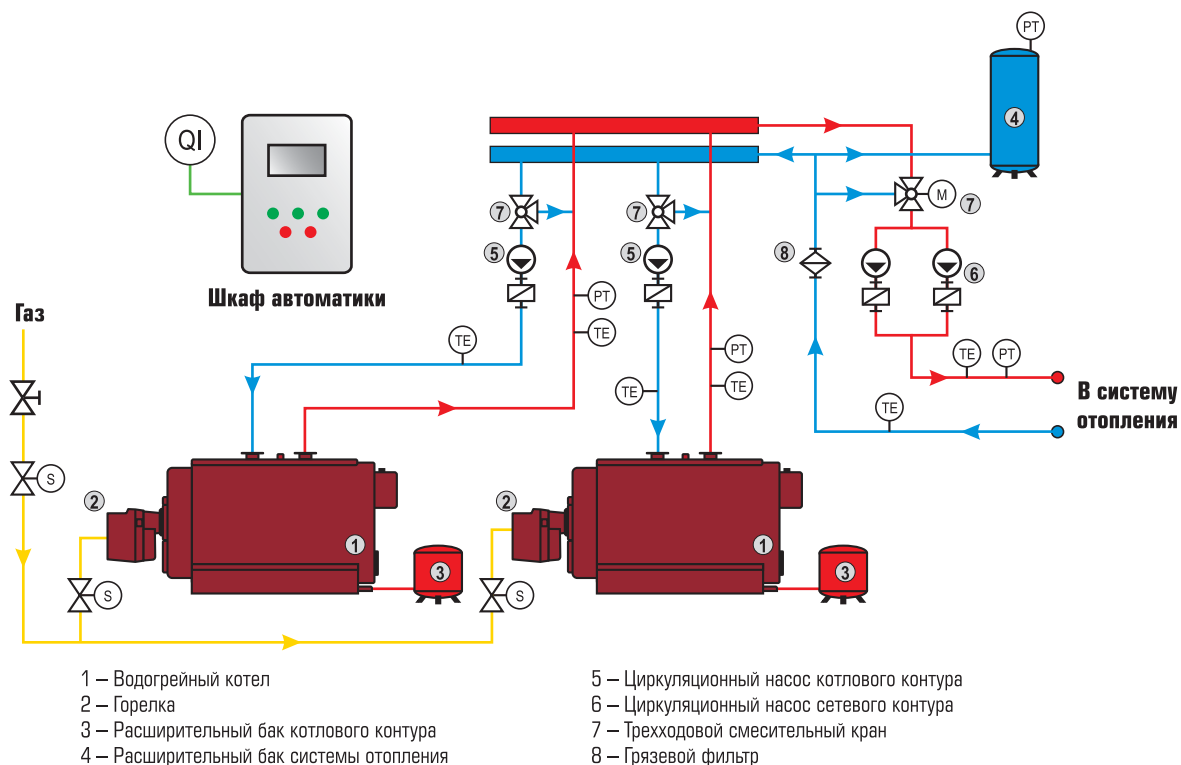 PT
4
QI
7
7
M
7
5
5
8
6
Шкаф автоматики
PT
Газ
TE
TE
PT
TE
PT
TE
TE
В систему
отопления
TE
S
2
2
1
1
3
3
S
S
1 – Водогрейный котел
2 – Горелка
3 – Расширительный бак котлового контура
4 – Расширительный бак системы отопления
5 – Циркуляционный насос котлового контура
6 – Циркуляционный насос сетевого контура
7 – Трехходовой смесительный кран
8 – Грязевой фильтр